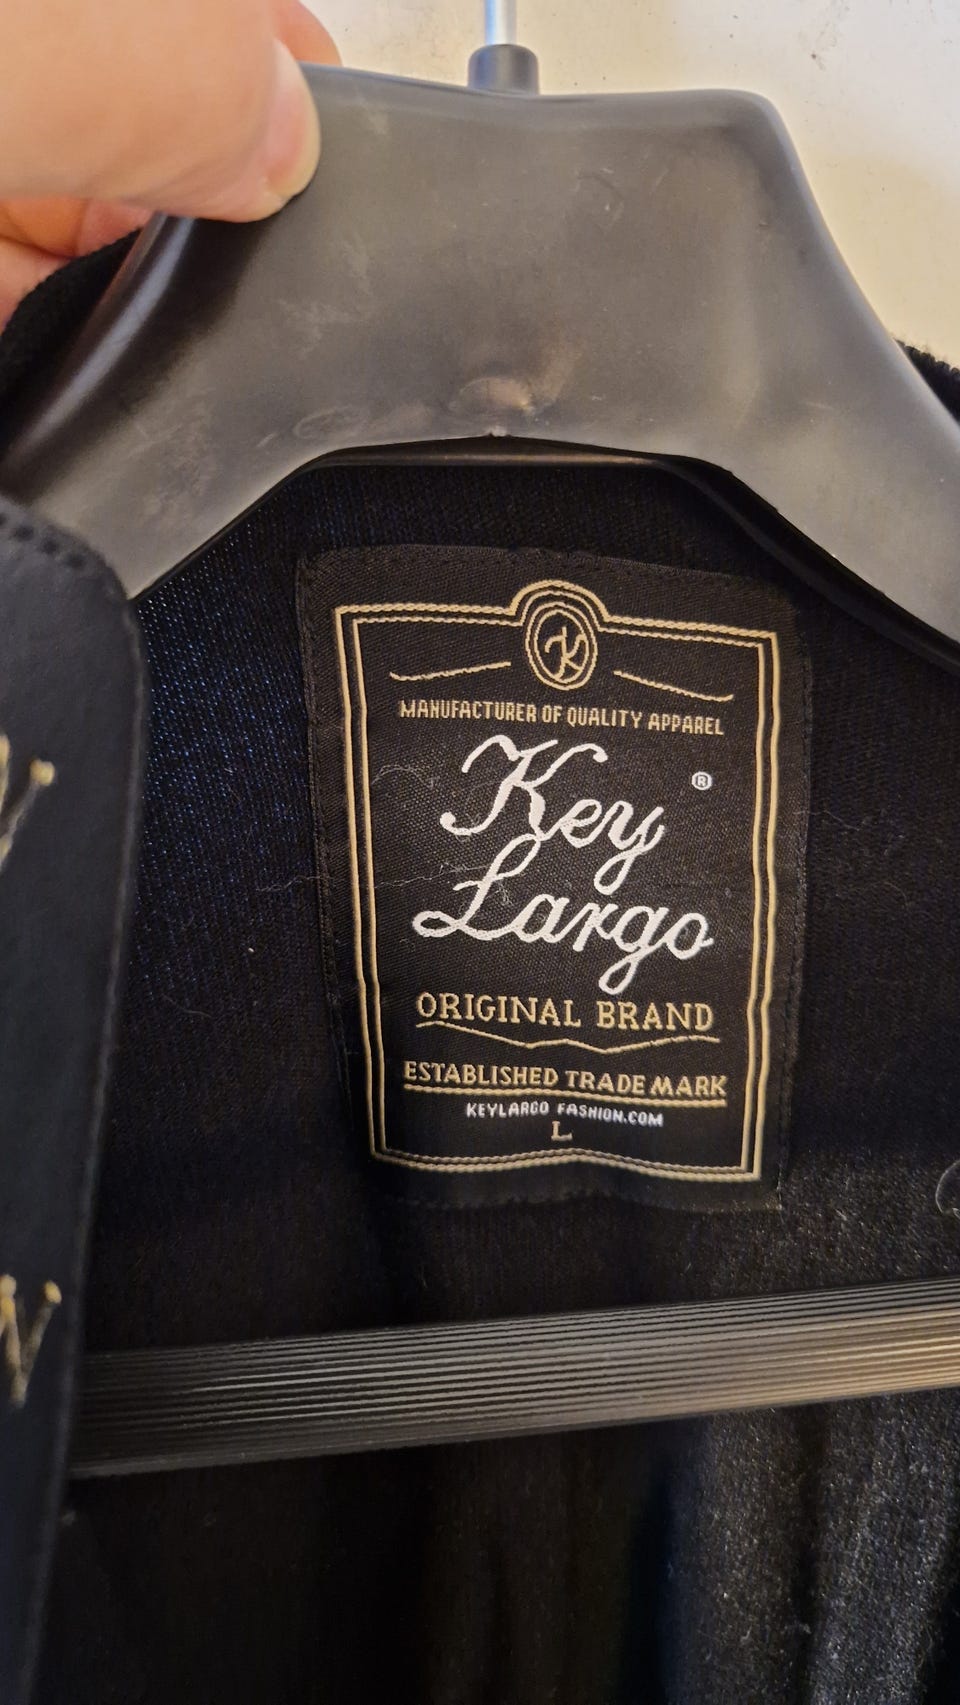 K
MANUFACTURER OF QUALITY APPAREL
Key ®
Largo
ORIGINAL BRAND
ESTABLISHED TRADE MARK
KEYLARGO FASHION.COM
L